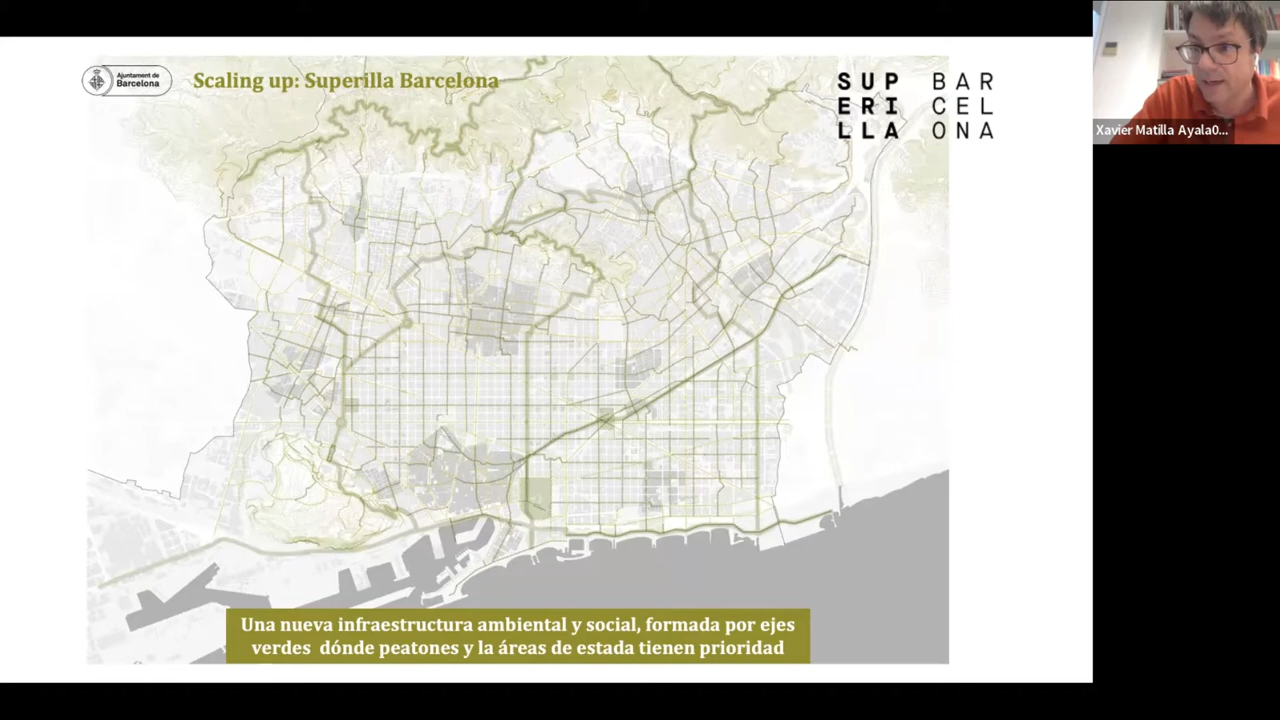 Ajuntament de
Barcelona
Scaling up: Superilla Barcelona
SUP BAR
ERI CEL
LLA ONA
Xavier Matilla Ayala0...
Una nueva infraestructura ambiental y social, formada por ejes
verdes dónde peatones y la áreas de estada tienen prioridad